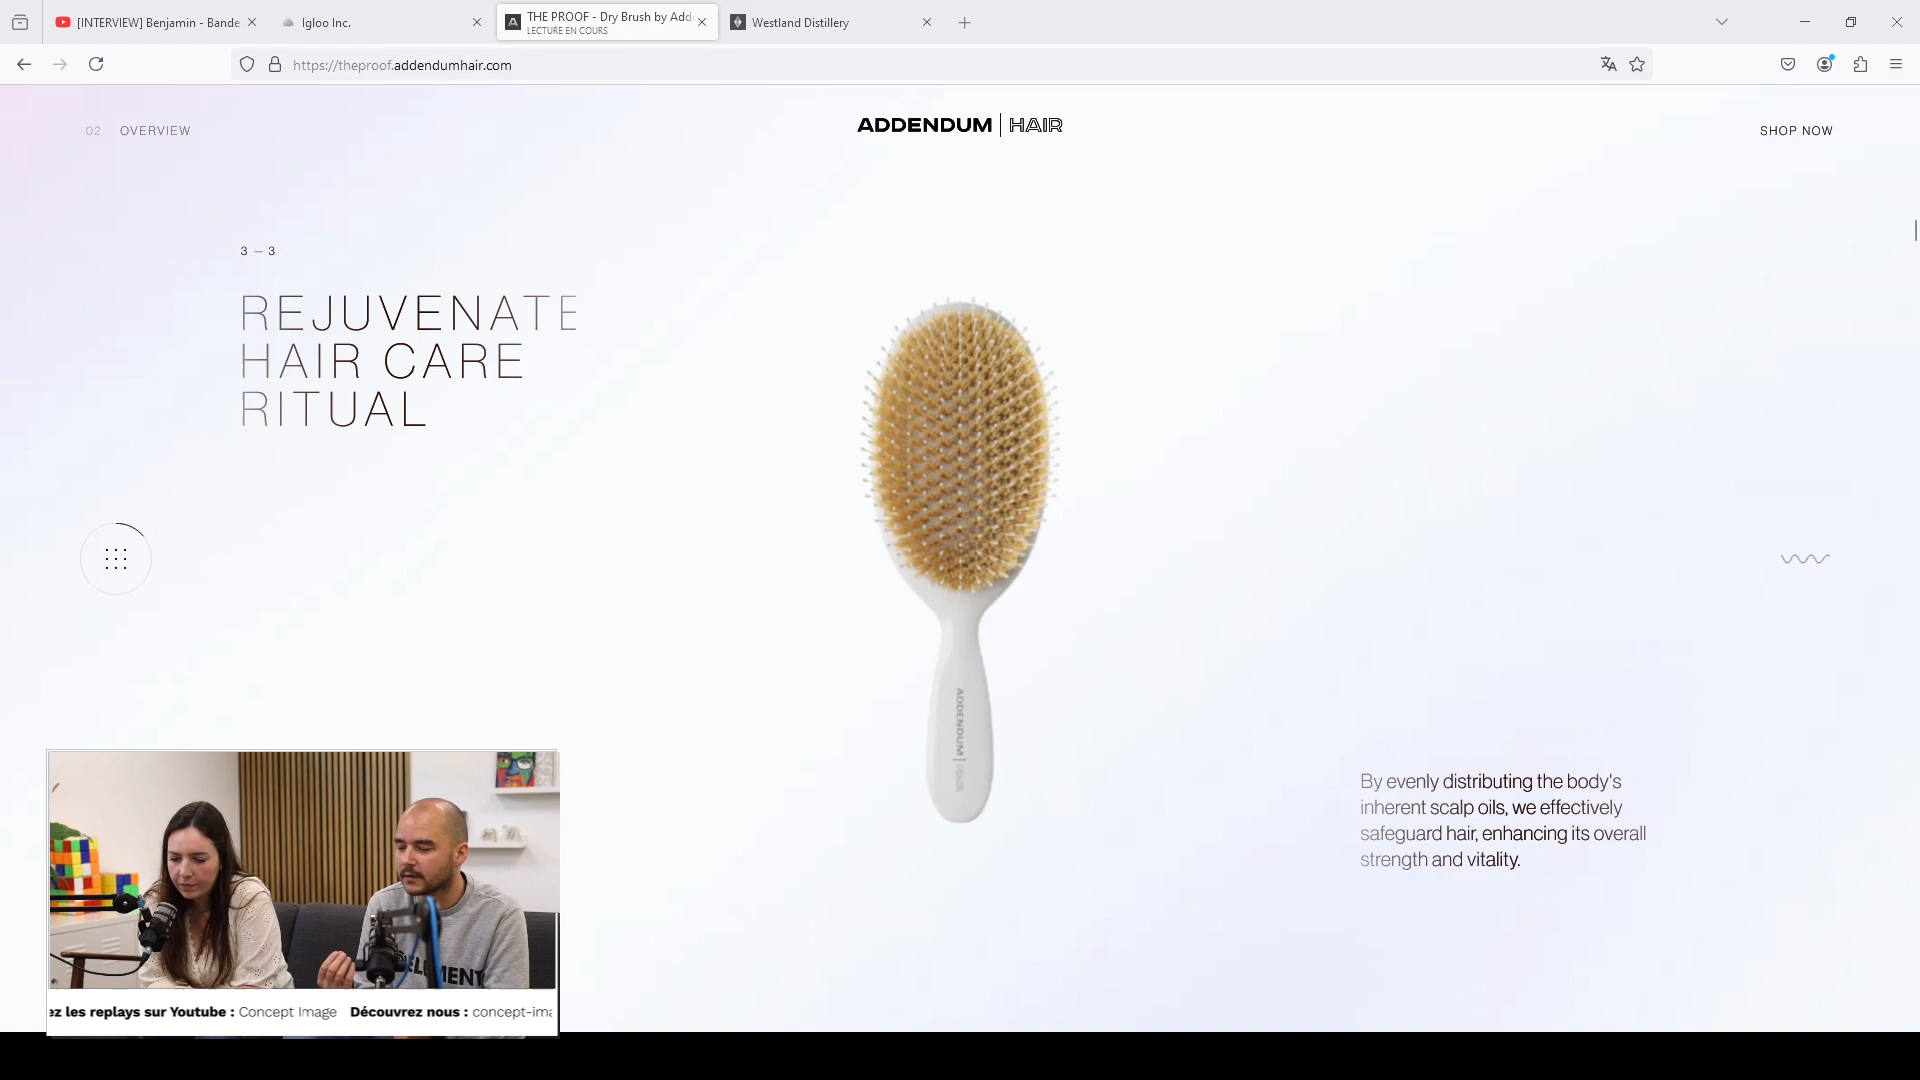 [INTERVIEW] Benjamin - Bande
Igloo Inc.
THE PROOF - Dry Brush by Add
LECTURE EN COURS
Westland Distillery
https://theproof.addendumhair.com
02 OVERVIEW
ADDENDUM | HAIR
SHOP NOW
3 — 3
REJUVENATE
HAIR CARE
RITUAL
ADDENDUM | HAIR
By evenly distributing the body's
inherent scalp oils, we effectively
safeguard hair, enhancing its overall
strength and vitality.
ez les replays sur Youtube : Concept Image Découvrez nous : concept-ima